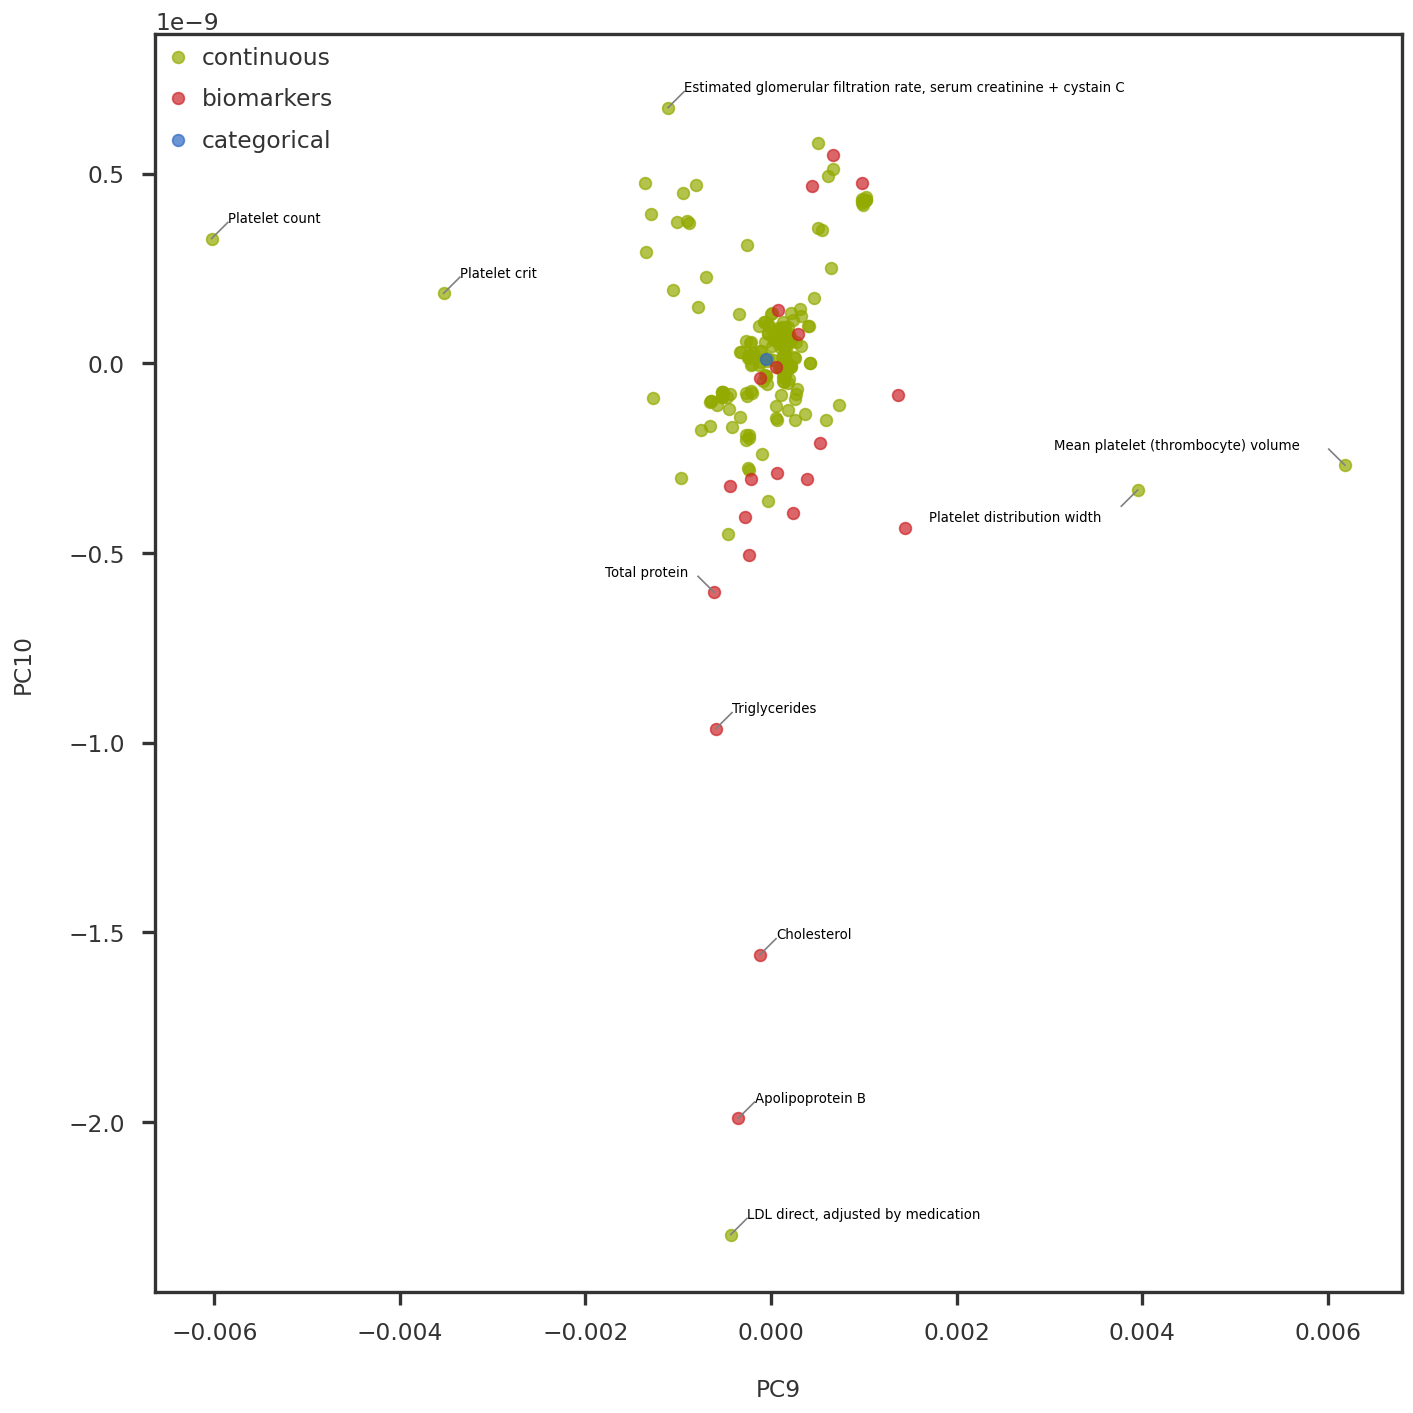 1e−9
continuous
biomarkers
categorical
Estimated glomerular filtration rate, serum creatinine + cystain C
Platelet count
Platelet crit
Mean platelet (thrombocyte) volume
Platelet distribution width
Total protein
Triglycerides
Cholesterol
Apolipoprotein B
LDL direct, adjusted by medication
0.5
0.0
−0.5
−1.0
−1.5
−2.0
PC10
−0.006
−0.004
−0.002
0.000
0.002
0.004
0.006
PC9